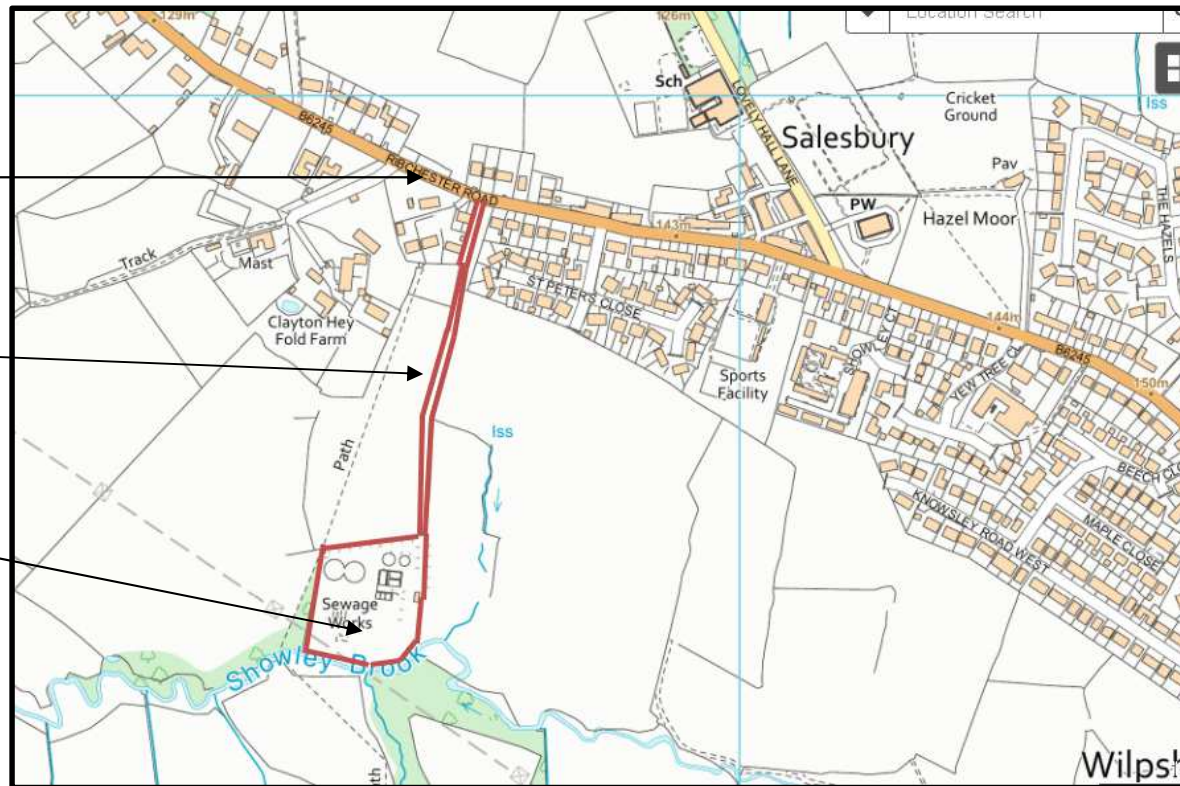 129m
126m
Location Search
B6245
RIBCHESTER ROAD
Sch
LOVELY HALL LANE
Salesbury
Cricket
Ground
Iss
Pav
PW
Hazel Moor
THE HAZELS
Track
Mast
143m
ST PETERS CLOSE
Clayton Hey
Fold Farm
Sports
Facility
SHOWLEY CT
144m
YEW TREE CL
B6245
150m
Path
Iss
BEECH CLO
MAPLE CLOSE
KNOWSLEY ROAD WEST
Sewage
Works
Showley Brook
Wilpsh